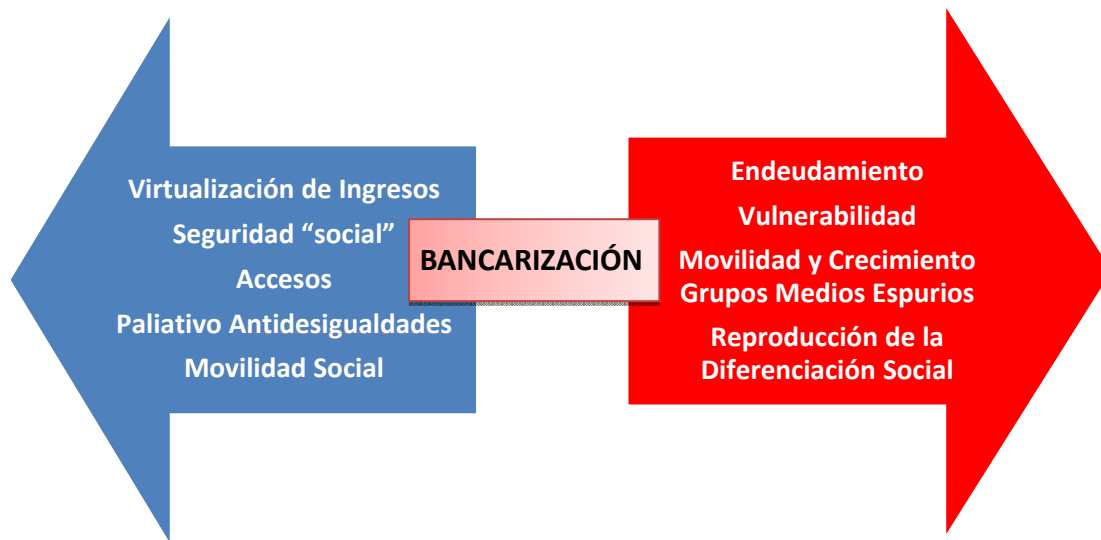 Virtualización de Ingresos
Seguridad “social”
Accesos
Paliativo Antidesigualdades
Movilidad Social
BANCARIZACIÓN
Endeudamiento
Vulnerabilidad
Movilidad y Crecimiento
Grupos Medios Espurios
Reproducción de la
Diferenciación Social